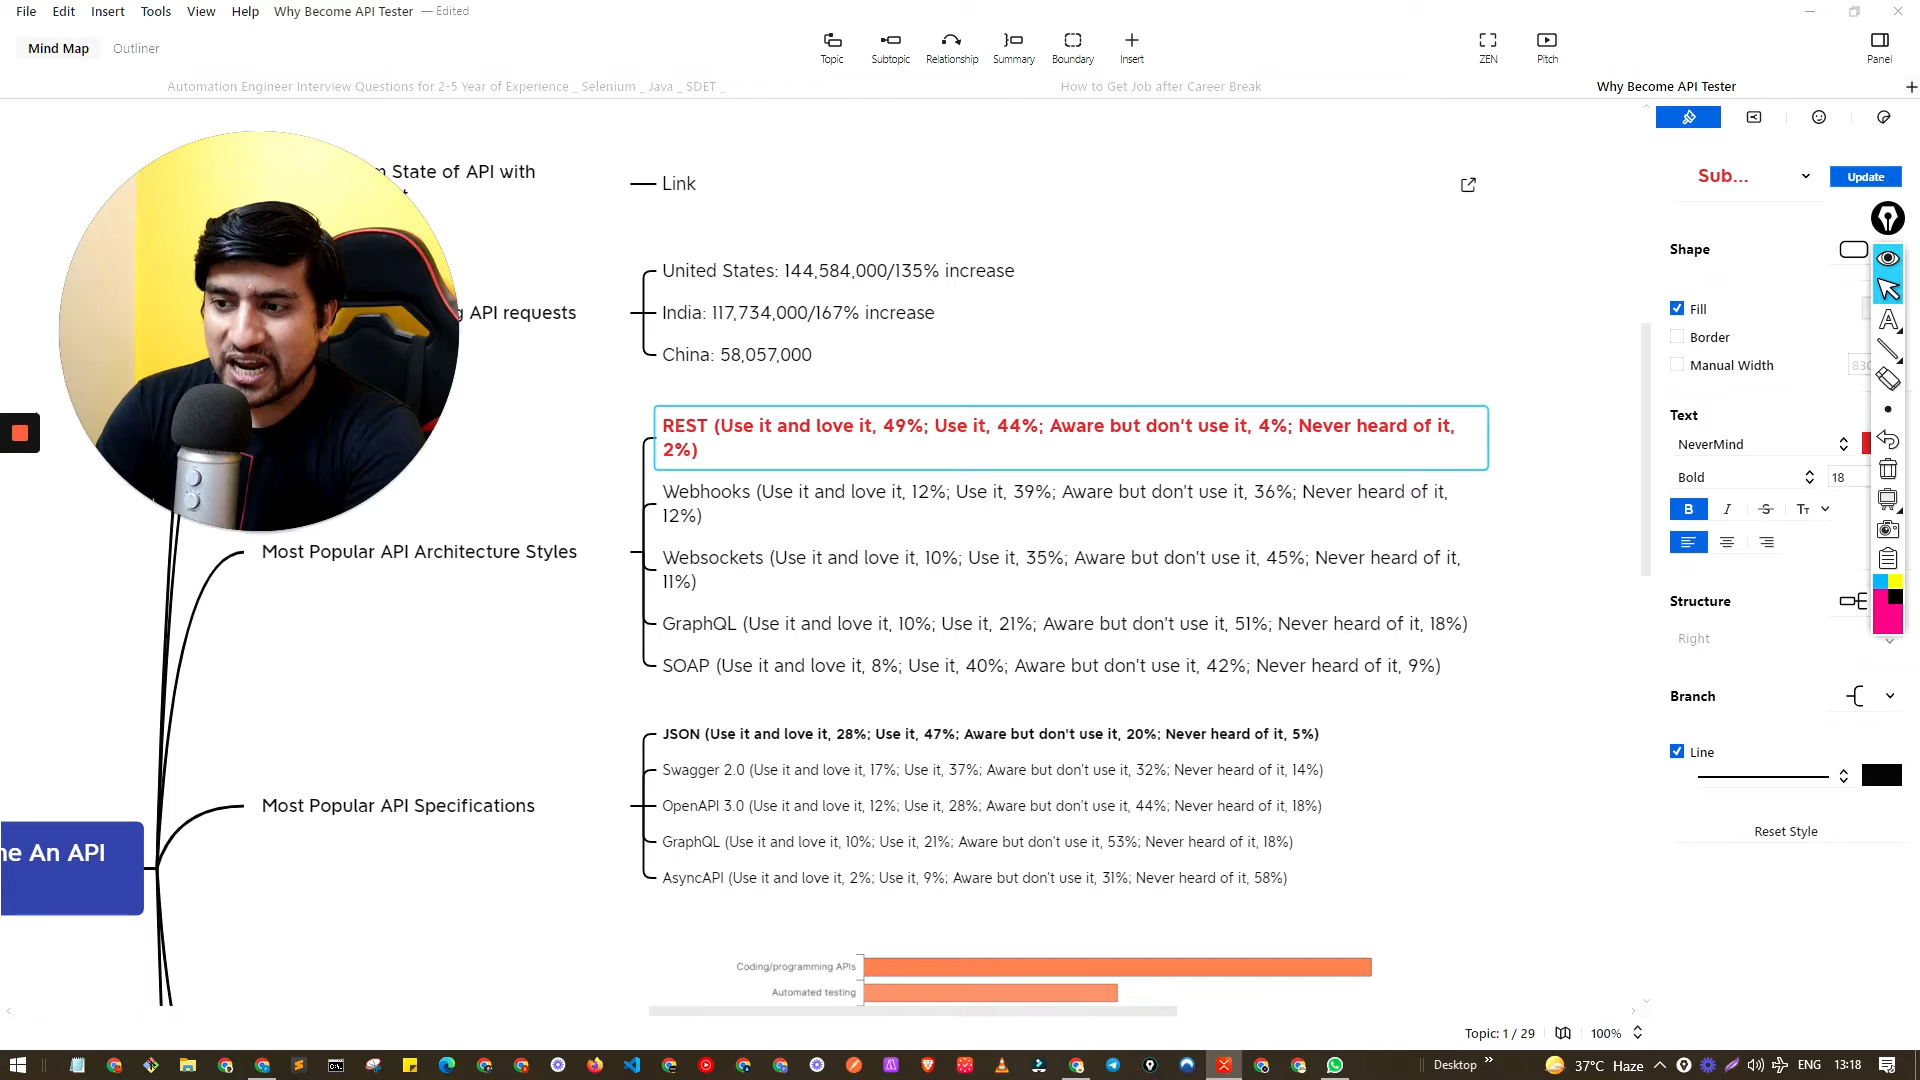 File Edit Insert Tools View Help Why Become API Tester — Edited
Mind Map Outliner
Topic Subtopic Relationship Summary Boundary Insert ZEN Pitch Panel
Automation Engineer Interview Questions for 2-5 Year of Experience _ Selenium _ Java _ SDET _ How to Get Job after Career Break Why Become API Tester
State of API with
Link
Sub... Update
Shape
United States: 144,584,000/135% increase
API requests
India: 117,734,000/167% increase
China: 58,057,000
Fill
Border
Manual Width 830
Text
NeverMind
Bold 18
B I S Tт
REST (Use it and love it, 49%; Use it, 44%; Aware but don't use it, 4%; Never heard of it,
2%)
Webhooks (Use it and love it, 12%; Use it, 39%; Aware but don't use it, 36%; Never heard of it,
12%)
Most Popular API Architecture Styles
Websockets (Use it and love it, 10%; Use it, 35%; Aware but don't use it, 45%; Never heard of it,
11%)
GraphQL (Use it and love it, 10%; Use it, 21%; Aware but don't use it, 51%; Never heard of it, 18%)
SOAP (Use it and love it, 8%; Use it, 40%; Aware but don't use it, 42%; Never heard of it, 9%)
Structure
Right
Branch
Line
Reset Style
JSON (Use it and love it, 28%; Use it, 47%; Aware but don't use it, 20%; Never heard of it, 5%)
Swagger 2.0 (Use it and love it, 17%; Use it, 37%; Aware but don't use it, 32%; Never heard of it, 14%)
Most Popular API Specifications
OpenAPI 3.0 (Use it and love it, 12%; Use it, 28%; Aware but don't use it, 44%; Never heard of it, 18%)
GraphQL (Use it and love it, 10%; Use it, 21%; Aware but don't use it, 53%; Never heard of it, 18%)
AsyncAPI (Use it and love it, 2%; Use it, 9%; Aware but don't use it, 31%; Never heard of it, 58%)
An API
Coding/programming APIs
Automated testing
Topic: 1 / 29 100%
Desktop 37°C Haze ENG 13:18